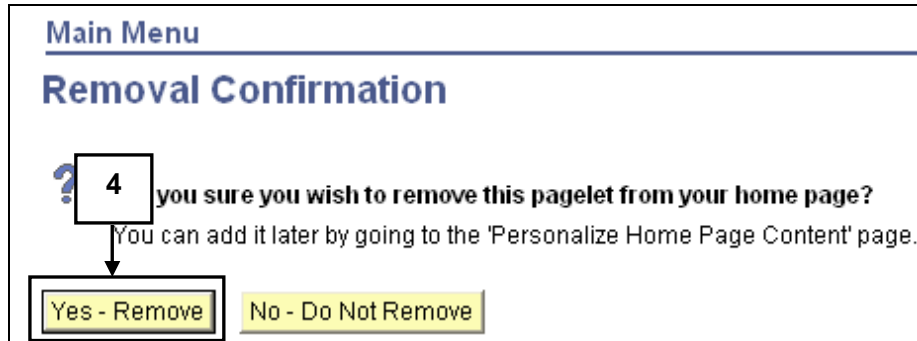 Main Menu
Removal Confirmation
? 4 you sure you wish to remove this pagelet from your home page?
You can add it later by going to the 'Personalize Home Page Content' page.
Yes - Remove No - Do Not Remove